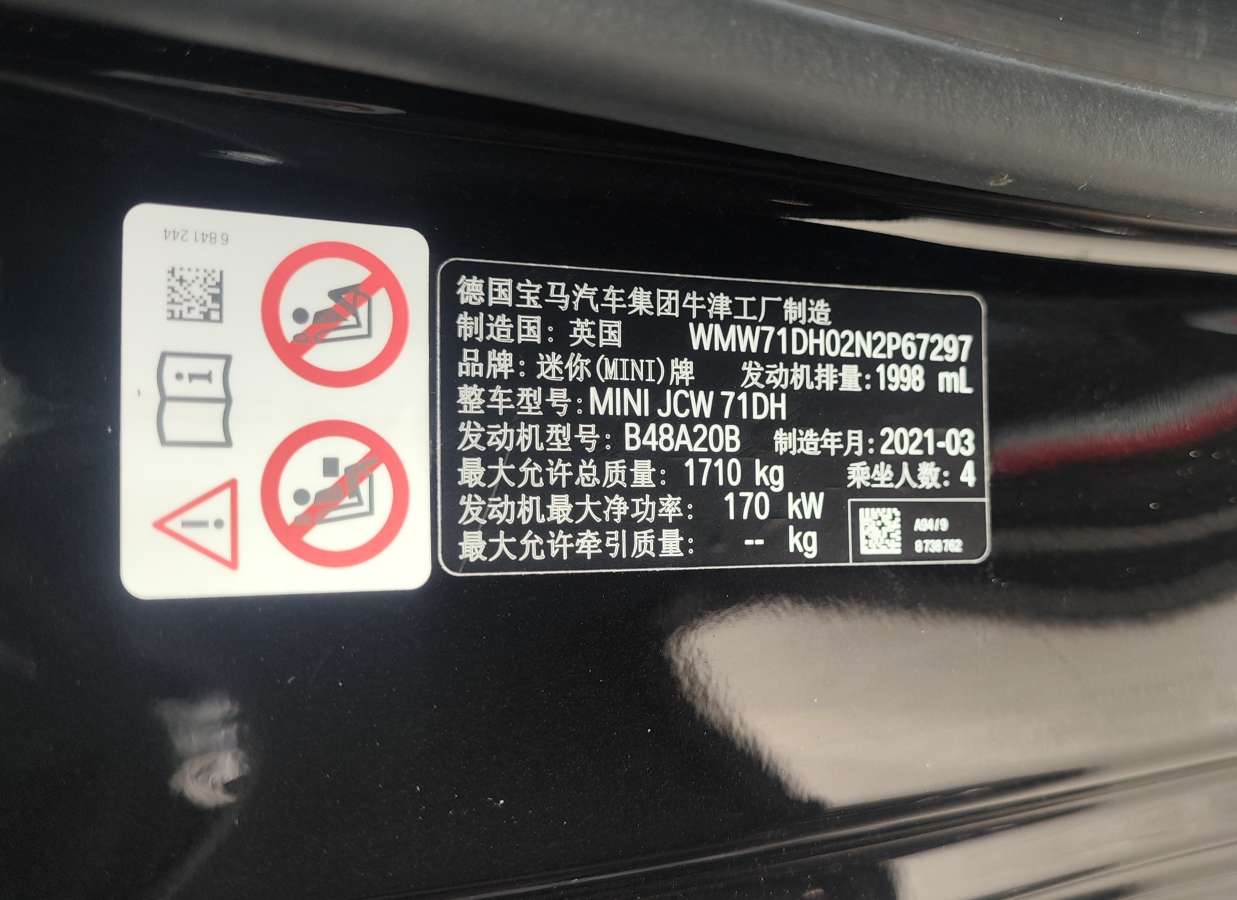 6 841 244
德国宝马汽车集团牛津工厂制造
制造国: 英国 WMW71DH02N2P67297
品牌: 迷你(MINI)牌 发动机排量: 1998 mL
整车型号: MINI JCW 71DH
发动机型号: B48A20B 制造年月: 2021-03
最大允许总质量: 1710 kg 乘坐人数: 4
发动机最大净功率: 170 kW
最大允许牵引质量: -- kg
A94/9
8738762